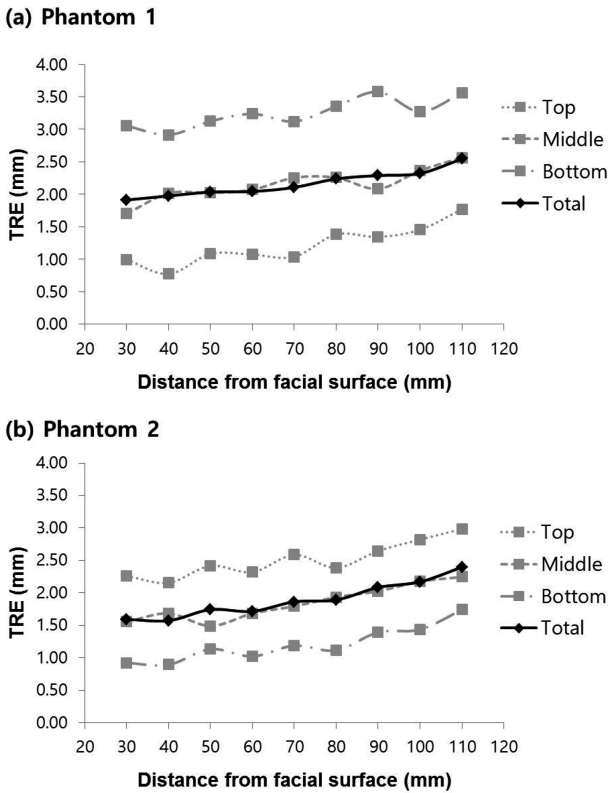 (a) Phantom 1
4.00
3.50
3.00
2.50
2.00
1.50
1.00
0.50
0.00
TRE (mm)
20 30 40 50 60 70 80 90 100 110 120
Distance from facial surface (mm)
Top
Middle
Bottom
Total
(b) Phantom 2
4.00
3.50
3.00
2.50
2.00
1.50
1.00
0.50
0.00
TRE (mm)
20 30 40 50 60 70 80 90 100 110 120
Distance from facial surface (mm)
Top
Middle
Bottom
Total